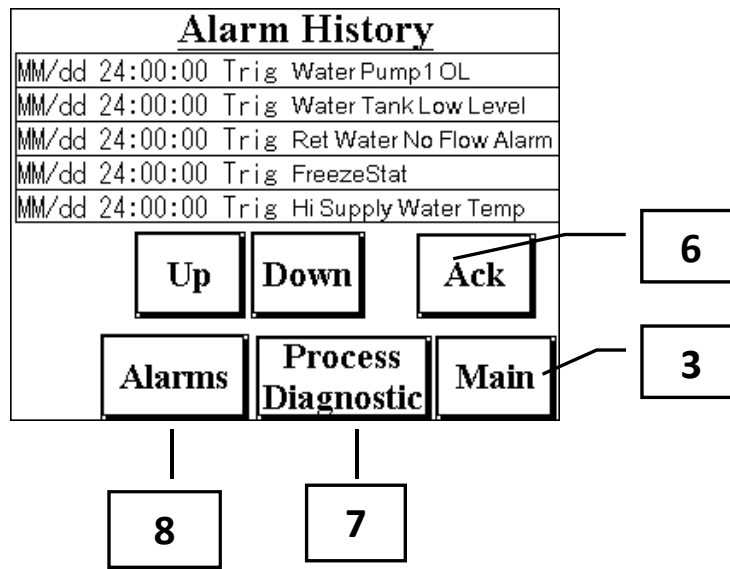 Alarm History
MM/dd 24:00:00 Trig Water Pump1 OL
MM/dd 24:00:00 Trig Water Tank Low Level
MM/dd 24:00:00 Trig Ret Water No Flow Alarm
MM/dd 24:00:00 Trig FreezeStat
MM/dd 24:00:00 Trig Hi Supply Water Temp
Up Down Ack
6
Alarms Process Diagnostic Main
3
8 7